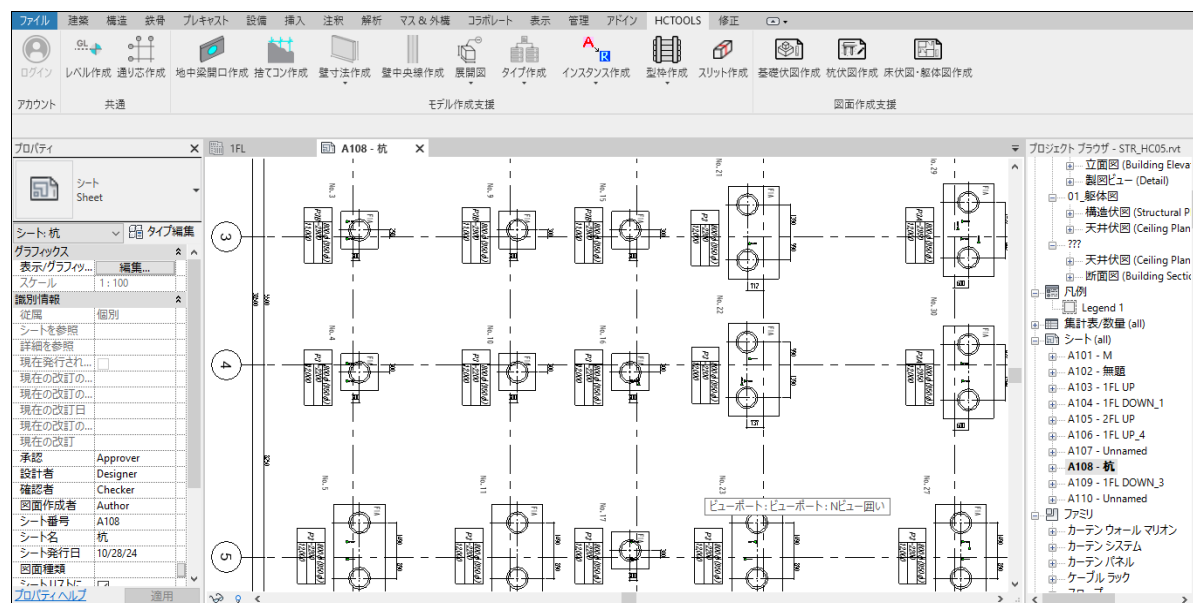 ファイル 建築 構造 鉄骨 プレキャスト 設備 挿入 注釈 解析 マス & 外構 コラボレート 表示 管理 アドイン HCTOOLS 修正
ログイン レベル作成 通り芯作成 地中梁開口作成 捨てコン作成 壁寸法作成 壁中央線作成 展開図 タイプ作成 インスタンス作成 型枠作成 スリット作成 基礎伏図作成 杭伏図作成 床伏図・躯体図作成
アカウント 共通 モデル作成支援 図面作成支援
プロパティ
シート
Sheet
シート: 杭 タイプ編集
グラフィックス
表示/グラフィッ... 編集...
スケール 1 : 100
識別情報
従属 個別
シートを参照
詳細を参照
現在発行され...
現在の改訂の...
現在の改訂の...
現在の改訂日
現在の改訂の...
現在の改訂
承認 Approver
設計者 Designer
確認者 Checker
図面作成者 Author
シート番号 A108
シート名 杭
シート発行日 10/28/24
図面種類
シートリストに
プロパティヘルプ 適用
1FL A108 - 杭
No.3 No.9 No.15 No.21 No.29
3
No.4 No.10 No.16 No.22 No.30
4
No.5 No.11 No.17 No.23 No.27
5
ビューポート : ビューポート : Nビュー囲い
プロジェクト ブラウザ - STR_HC05.rvt
立面図 (Building Eleva
製図ビュー (Detail)
01_躯体図
構造伏図 (Structural P
天井伏図 (Ceiling Plan
???
天井伏図 (Ceiling Plan
断面図 (Building Sectio
凡例
Legend 1
集計表/数量 (all)
シート (all)
A101 - M
A102 - 無題
A103 - 1FL UP
A104 - 1FL DOWN_1
A105 - 2FL UP
A106 - 1FL UP_4
A107 - Unnamed
A108 - 杭
A109 - 1FL DOWN_3
A110 - Unnamed
ファミリ
カーテン ウォール マリオン
カーテン システム
カーテン パネル
ケーブル ラック